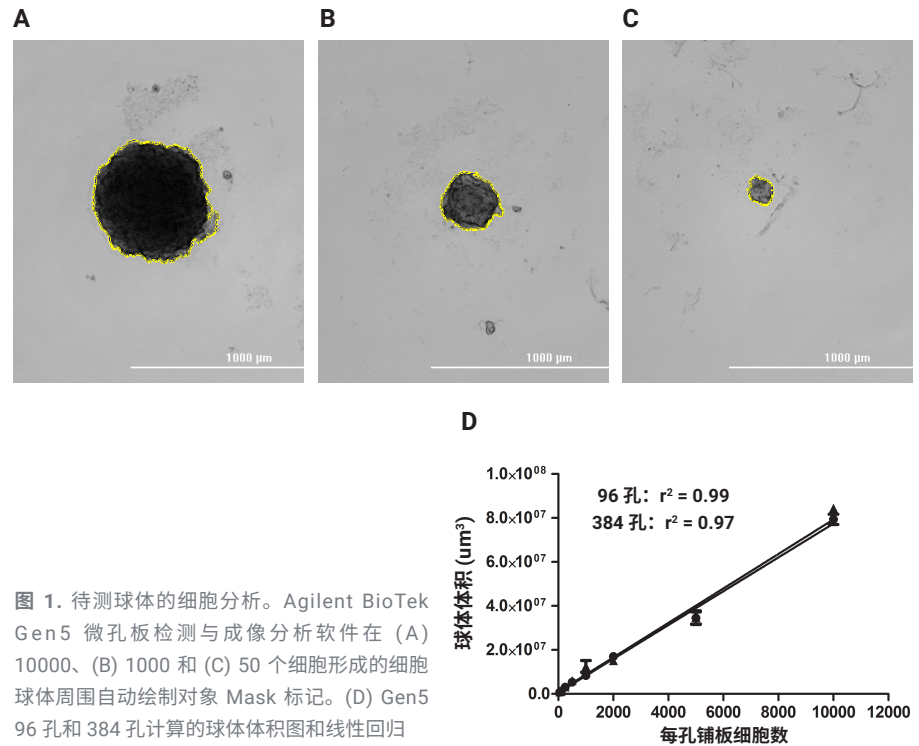 A
B
C
1000 µm
1000 µm
1000 µm
D
1.0×10⁰⁸
8.0×10⁰⁷
6.0×10⁰⁷
4.0×10⁰⁷
2.0×10⁰⁷
0.0
球体体积 (um³)
96 孔：r² = 0.99
384 孔：r² = 0.97
0
2000
4000
6000
8000
10000
12000
每孔铺板细胞数
图 1. 待测球体的细胞分析。Agilent BioTek
Gen5 微孔板检测与成像分析软件在 (A)
10000、(B) 1000 和 (C) 50 个细胞形成的细胞
球体周围自动绘制对象 Mask 标记。(D) Gen5
96 孔和 384 孔计算的球体体积图和线性回归